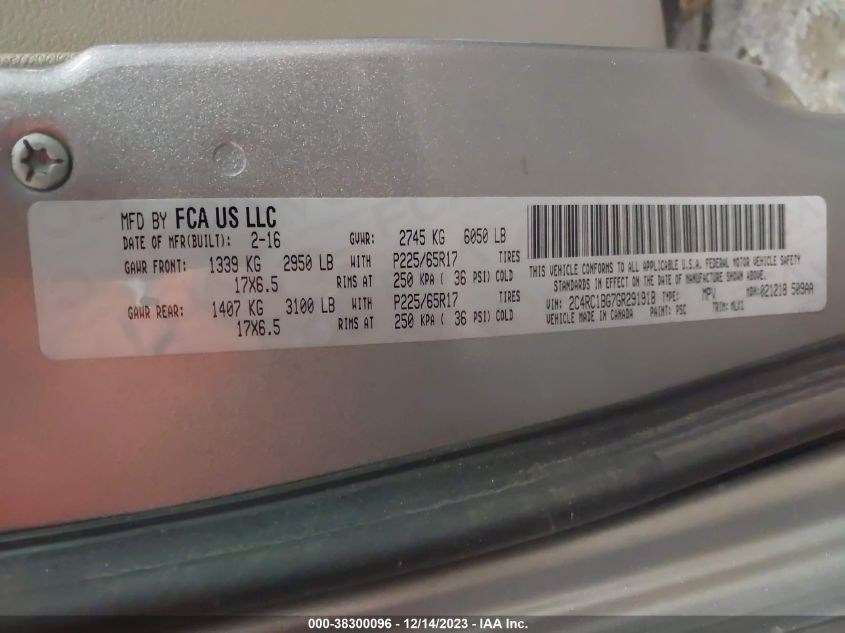 MFD BY FCA US LLC
DATE OF MFR(BUILT): 2-16 GVWR: 2745 KG 6050 LB
GAWR FRONT: 1339 KG 2950 LB WITH P225/65R17 TIRES
17X6.5 RIMS AT 250 KPA ( 36 PSI) COLD
GAWR REAR: 1407 KG 3100 LB WITH P225/65R17 TIRES
17X6.5 RIMS AT 250 KPA ( 36 PSI) COLD
THIS VEHICLE CONFORMS TO ALL APPLICABLE U.S.A. FEDERAL MOTOR VEHICLE SAFETY
STANDARDS IN EFFECT ON THE DATE OF MANUFACTURE SHOWN ABOVE.
VIN: 2C4RC1BG7GR291918 TYPE: MPV MDH:021218 509AA
VEHICLE MADE IN CANADA PAINT: PSC TRIM:
000-38300096 - 12/14/2023 - IAA Inc.